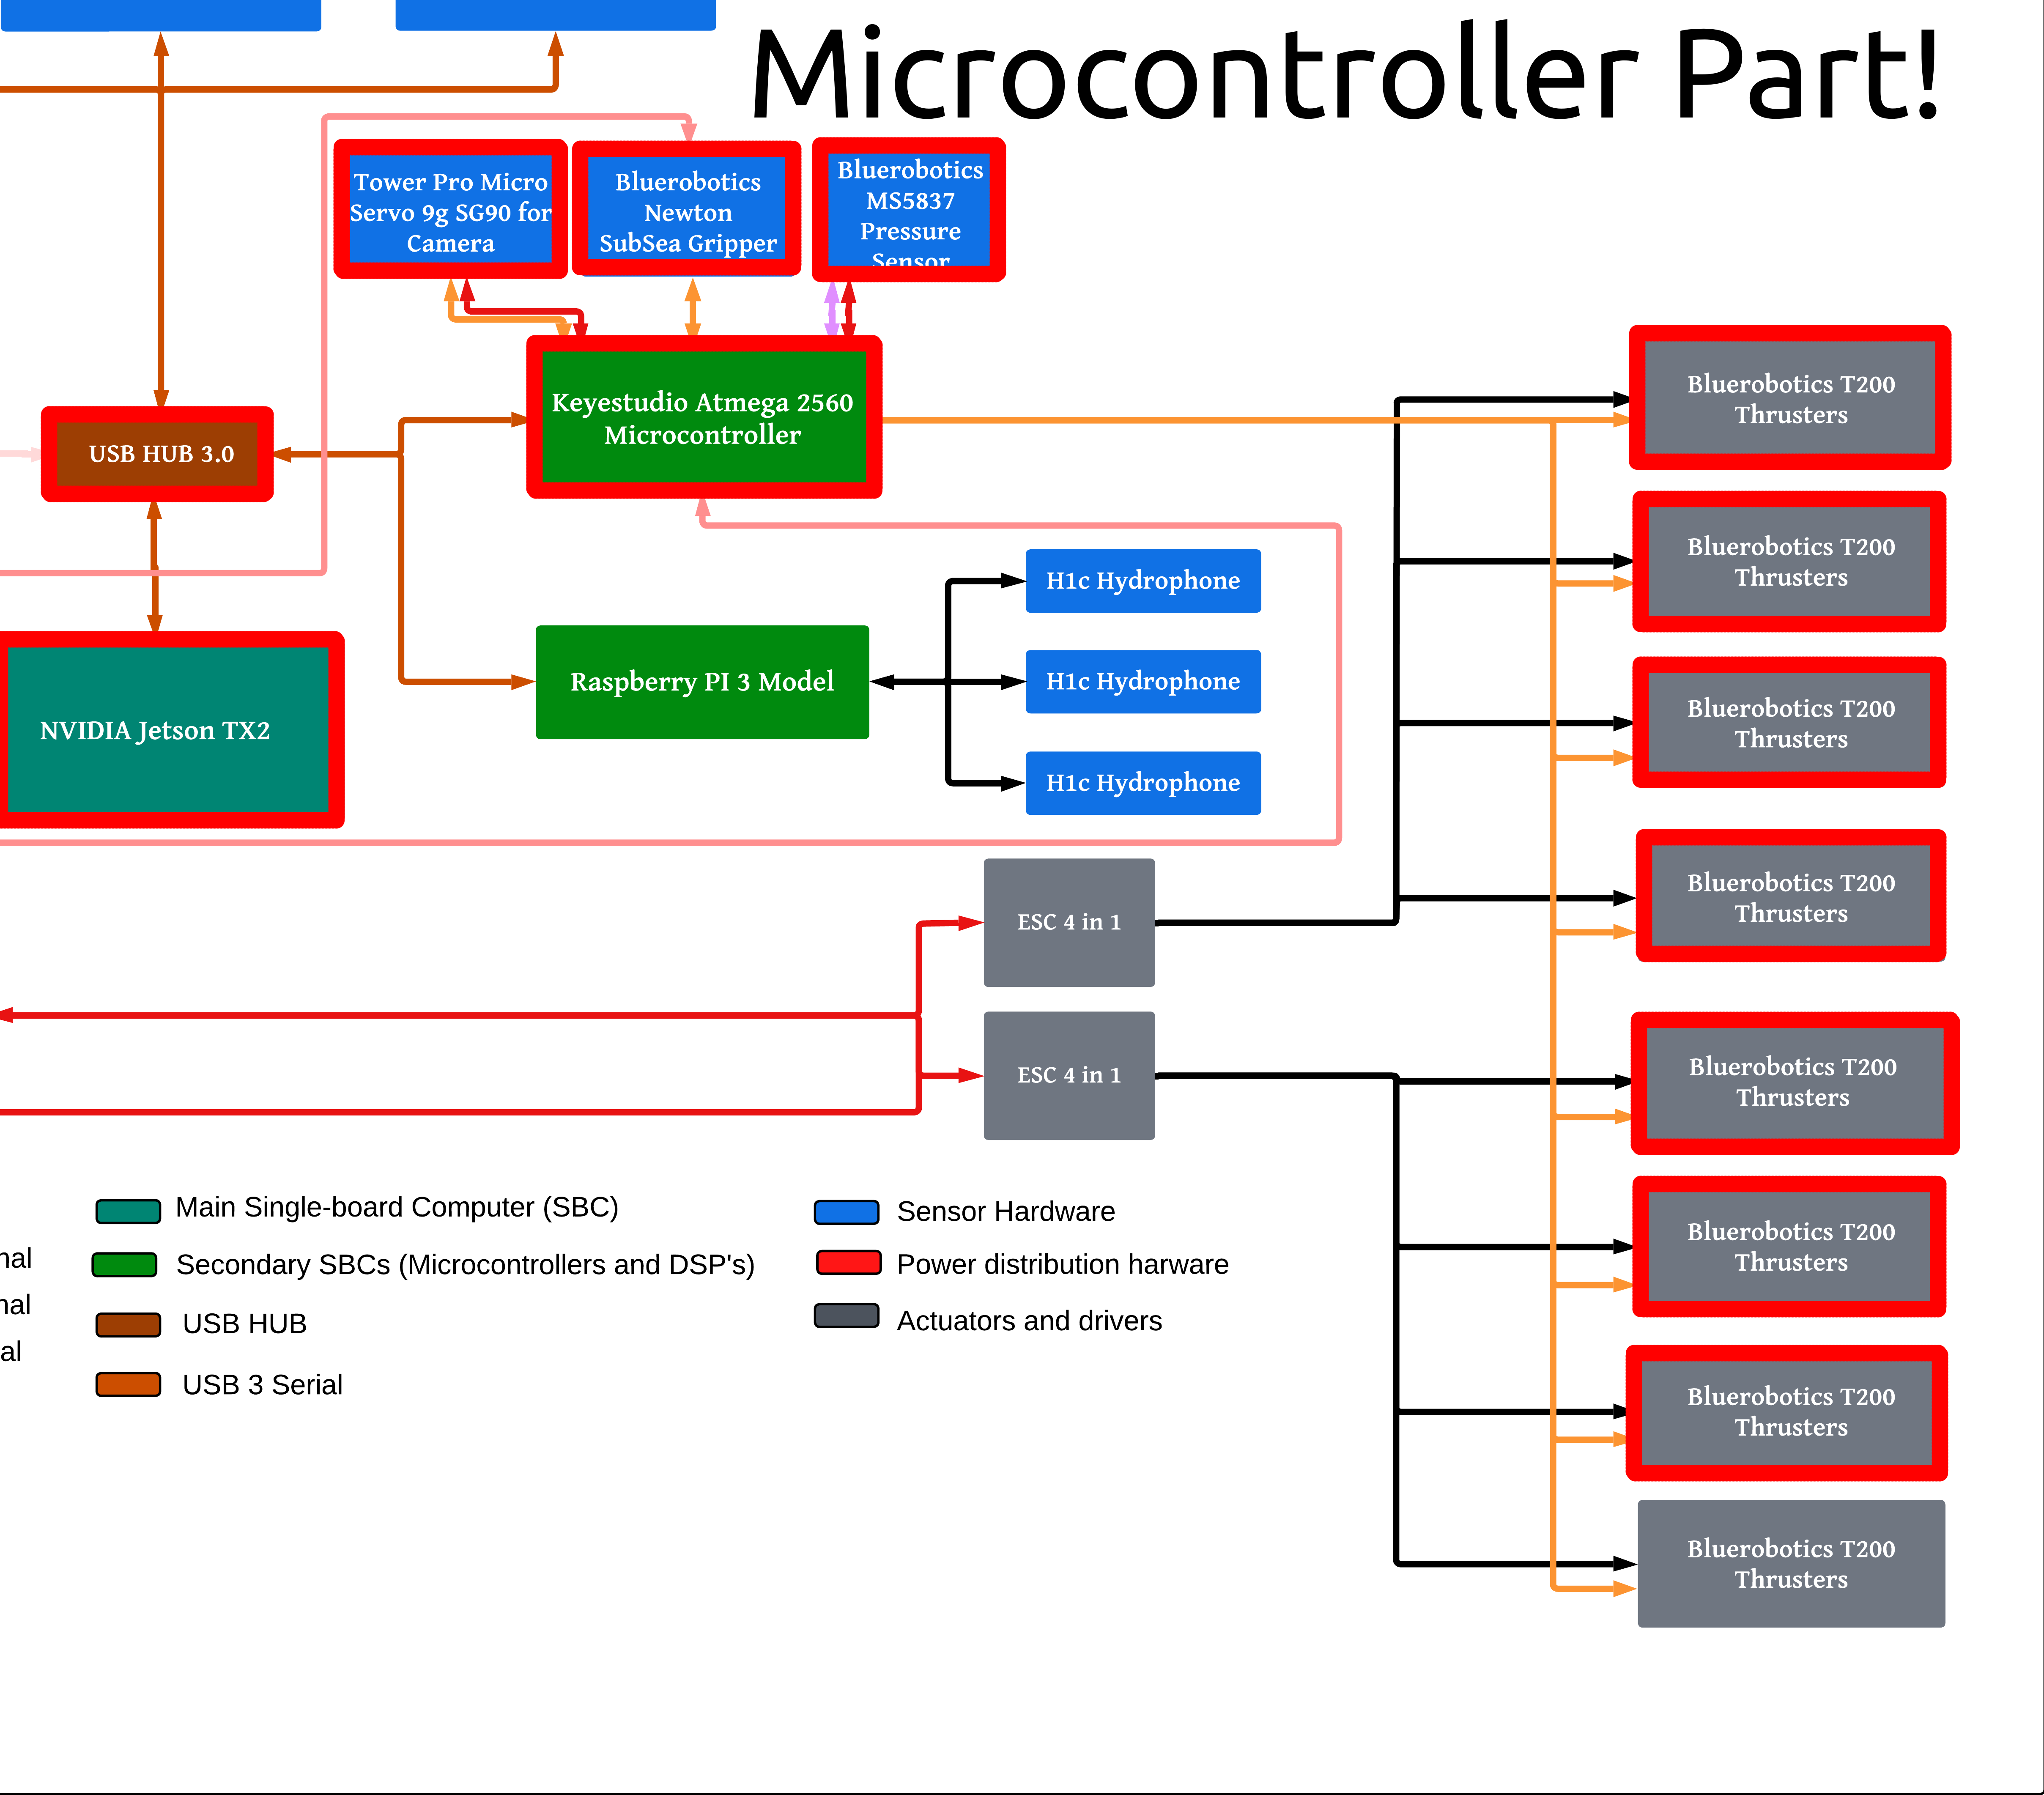 Microcontroller Part!
Tower Pro Micro
Servo 9g SG90 for
Camera
Bluerobotics
Newton
SubSea Gripper
Bluerobotics
MS5837
Pressure
Sensor
Keyestudio Atmega 2560
Microcontroller
USB HUB 3.0
NVIDIA Jetson TX2
Raspberry PI 3 Model
H1c Hydrophone
H1c Hydrophone
H1c Hydrophone
ESC 4 in 1
ESC 4 in 1
Bluerobotics T200
Thrusters
Bluerobotics T200
Thrusters
Bluerobotics T200
Thrusters
Bluerobotics T200
Thrusters
Bluerobotics T200
Thrusters
Bluerobotics T200
Thrusters
Bluerobotics T200
Thrusters
Bluerobotics T200
Thrusters
nal
nal
al
Main Single-board Computer (SBC)
Secondary SBCs (Microcontrollers and DSP's)
USB HUB
USB 3 Serial
Sensor Hardware
Power distribution harware
Actuators and drivers